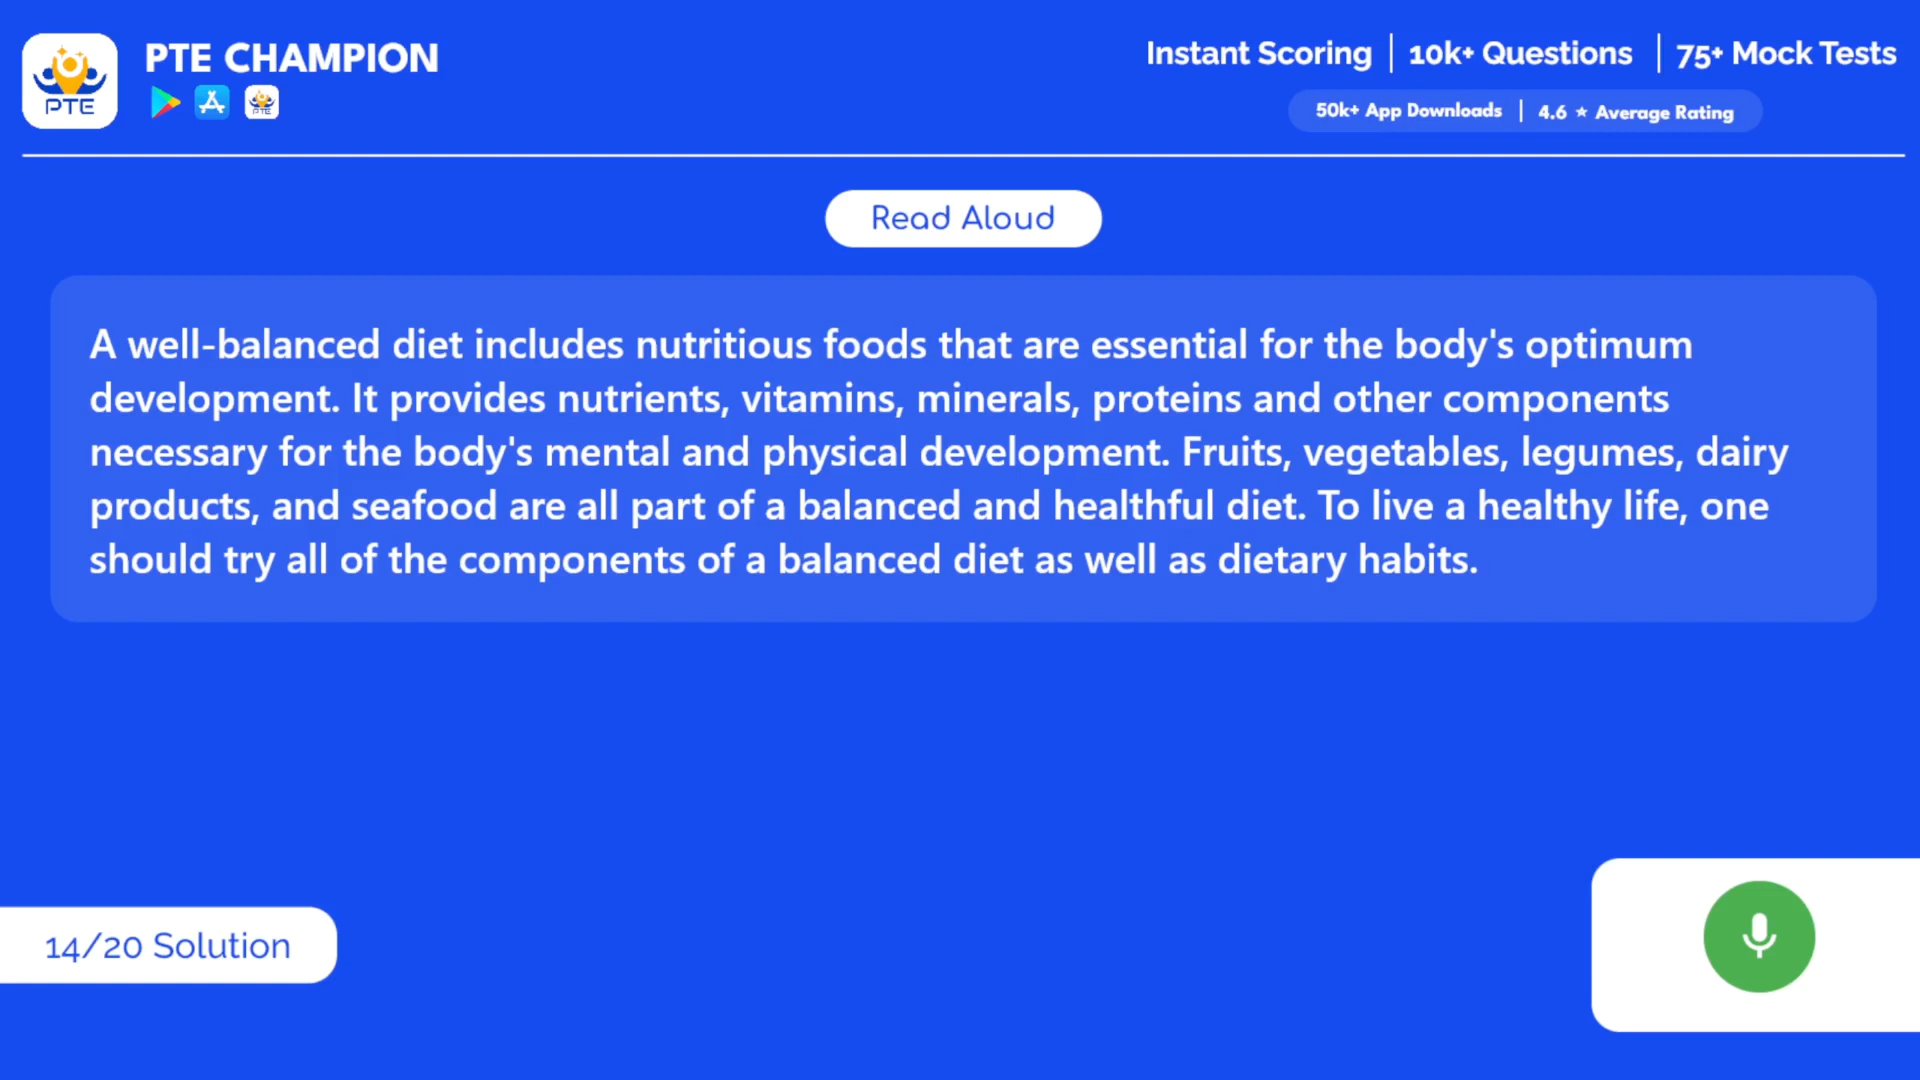 PTE CHAMPION
PTE
PTE
Instant Scoring | 10k+ Questions | 75+ Mock Tests
50k+ App Downloads | 4.6 ★ Average Rating
Read Aloud
A well-balanced diet includes nutritious foods that are essential for the body's optimum
development. It provides nutrients, vitamins, minerals, proteins and other components
necessary for the body's mental and physical development. Fruits, vegetables, legumes, dairy
products, and seafood are all part of a balanced and healthful diet. To live a healthy life, one
should try all of the components of a balanced diet as well as dietary habits.
14/20 Solution